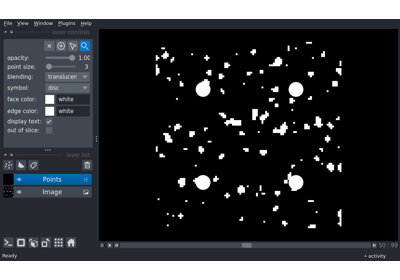 File View Window Plugins Help
layer controls
opacity: 1.00
point size: 3
blending: translucen
symbol: disc
face color: white
edge color: white
display text:
out of slice:
layer list
Points
Image
0 50 99
Ready activity